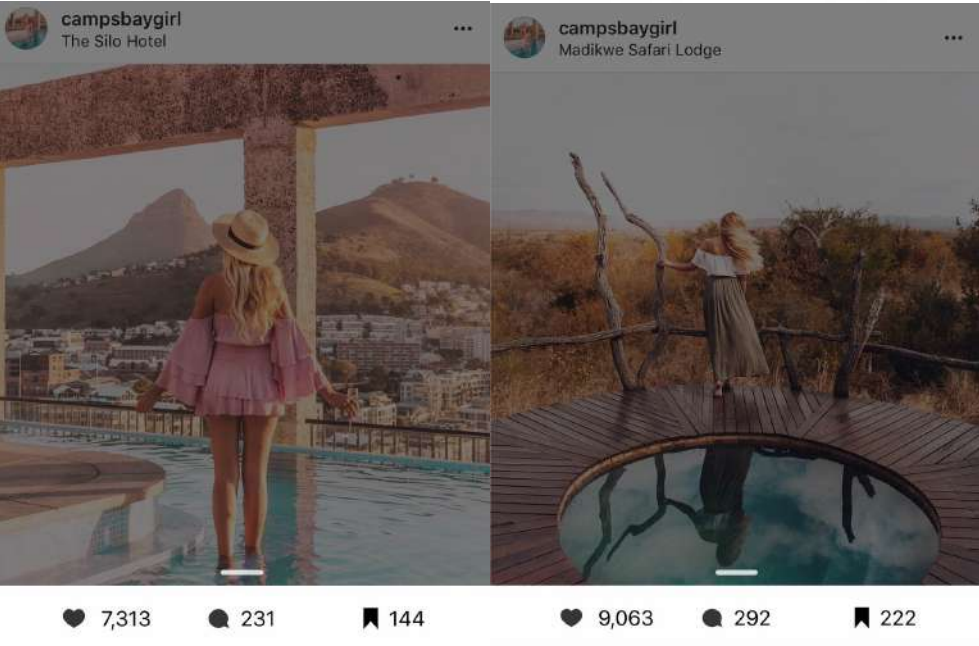 campsbaygirl
The Silo Hotel
7,313 231 144
campsbaygirl
Madikwe Safari Lodge
9,063 292 222